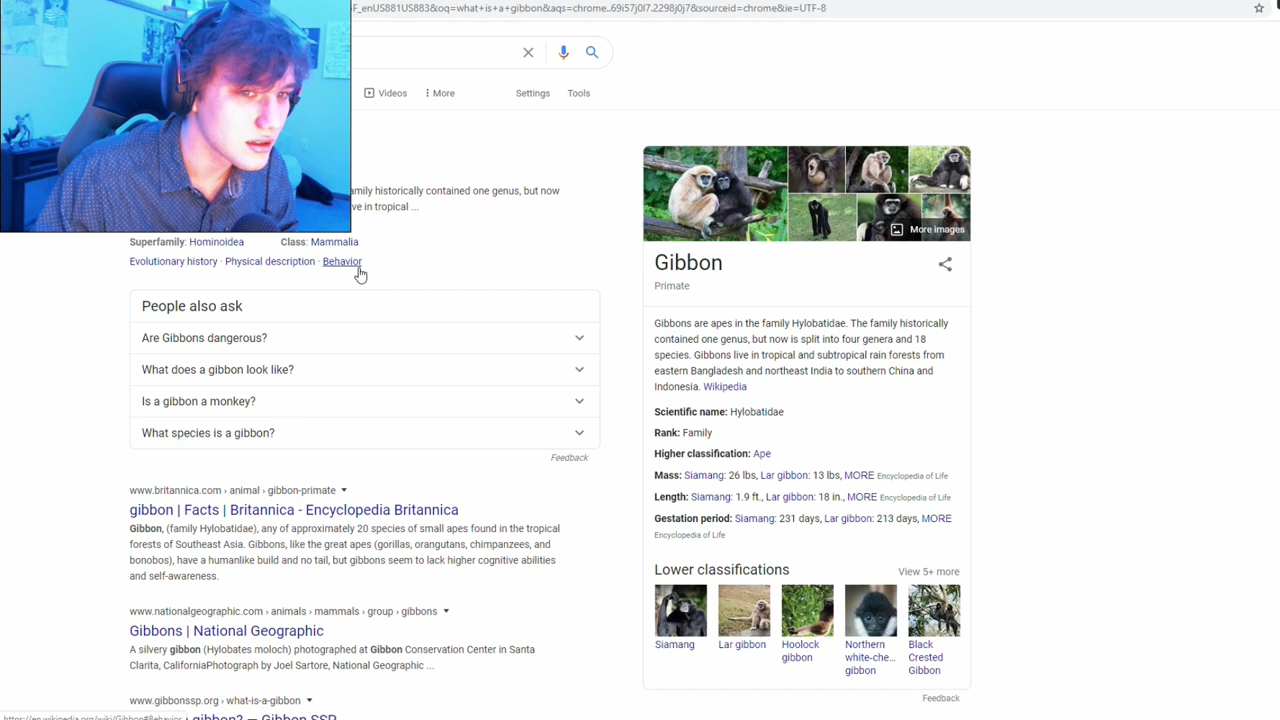 F_enUS881US883&oq=what+is+a+gibbon&aqs=chrome..69i57j0l7.2298j0j7&sourceid=chrome&ie=UTF-8
Videos
More
Settings
Tools
amily historically contained one genus, but now
ve in tropical ...
Superfamily: Hominoidea Class: Mammalia
Evolutionary history · Physical description · Behavior
People also ask
Are Gibbons dangerous?
What does a gibbon look like?
Is a gibbon a monkey?
What species is a gibbon?
Feedback
www.britannica.com › animal › gibbon-primate
gibbon | Facts | Britannica - Encyclopedia Britannica
Gibbon, (family Hylobatidae), any of approximately 20 species of small apes found in the tropical
forests of Southeast Asia. Gibbons, like the great apes (gorillas, orangutans, chimpanzees, and
bonobos), have a humanlike build and no tail, but gibbons seem to lack higher cognitive abilities
and self-awareness.
www.nationalgeographic.com › animals › mammals › group › gibbons
Gibbons | National Geographic
A silvery gibbon (Hylobates moloch) photographed at Gibbon Conservation Center in Santa
Clarita, CaliforniaPhotograph by Joel Sartore, National Geographic ...
www.gibbonssp.org › what-is-a-gibbon
gibbon? — Gibbon SSP
https://en.wikipedia.org/wiki/Gibbon#Behavior
More images
Gibbon
Primate
Gibbons are apes in the family Hylobatidae. The family historically
contained one genus, but now is split into four genera and 18
species. Gibbons live in tropical and subtropical rain forests from
eastern Bangladesh and northeast India to southern China and
Indonesia. Wikipedia
Scientific name: Hylobatidae
Rank: Family
Higher classification: Ape
Mass: Siamang: 26 lbs, Lar gibbon: 13 lbs, MORE Encyclopedia of Life
Length: Siamang: 1.9 ft., Lar gibbon: 18 in., MORE Encyclopedia of Life
Gestation period: Siamang: 231 days, Lar gibbon: 213 days, MORE
Encyclopedia of Life
Lower classifications
View 5+ more
Siamang
Lar gibbon
Hoolock
gibbon
Northern
white-che...
gibbon
Black
Crested
Gibbon
Feedback